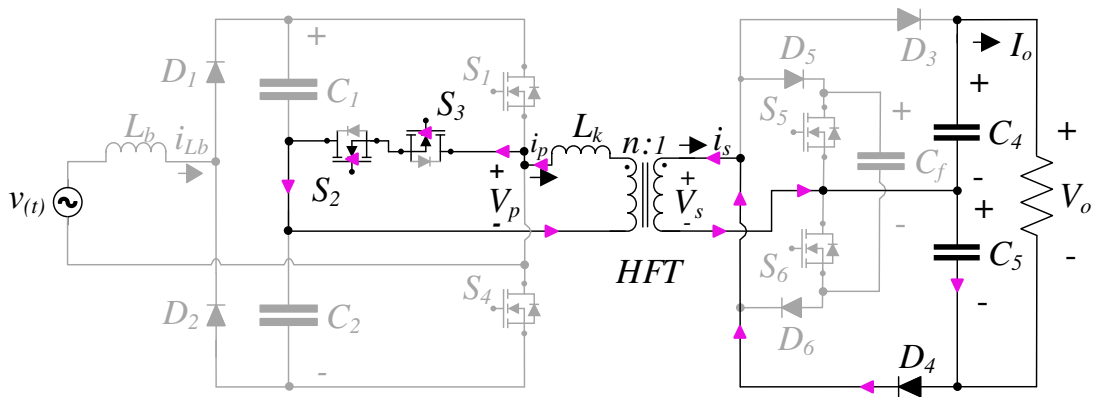 +
D3
Io
D1
C1
S1
D5
+
S3
S5
+
Lb
iLb
ip
Lk
n:1
is
C4
+
Cf
v(t)
S2
+
Vp
-
+
Vs
-
-
+
Vo
-
-
S6
C5
HFT
-
D2
C2
S4
D6
D4
-